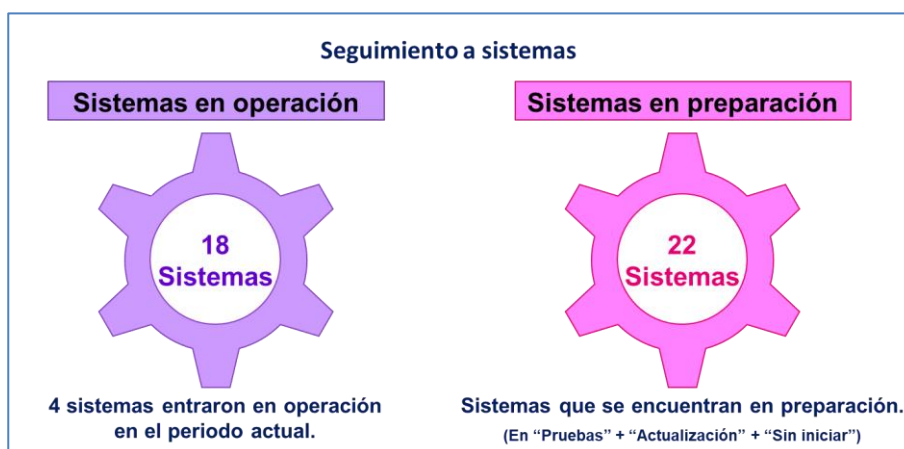 Seguimiento a sistemas
Sistemas en operación
18
Sistemas
4 sistemas entraron en operación
en el periodo actual.
Sistemas en preparación
22
Sistemas
Sistemas que se encuentran en preparación.
(En “Pruebas” + “Actualización” + “Sin iniciar”)